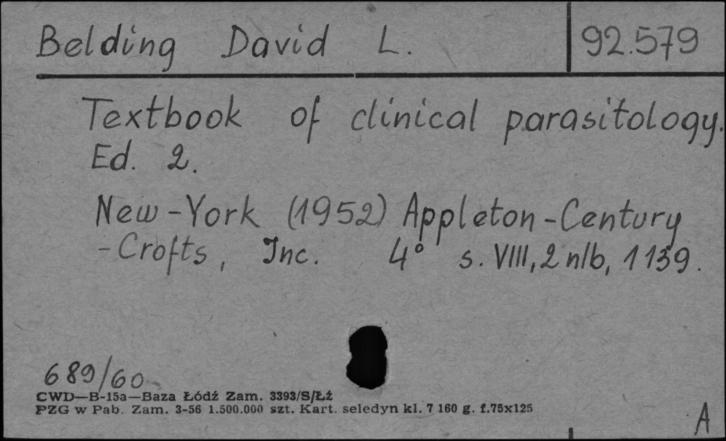 Belding David L. 92.579
Textbook of clinical parasitology.
Ed. 2.
New-York (1952) Appleton-Century
-Crofts, Inc. 4° s. VIII, 2 nlb, 1139.
689/60
CWD—B-15a—Baza Łódź Zam. 3393/S/Łż
PZG w Pab. Zam. 3-56 1.500.000 szt. Kart. seledyn kl. 7 160 g. f.75x125
A